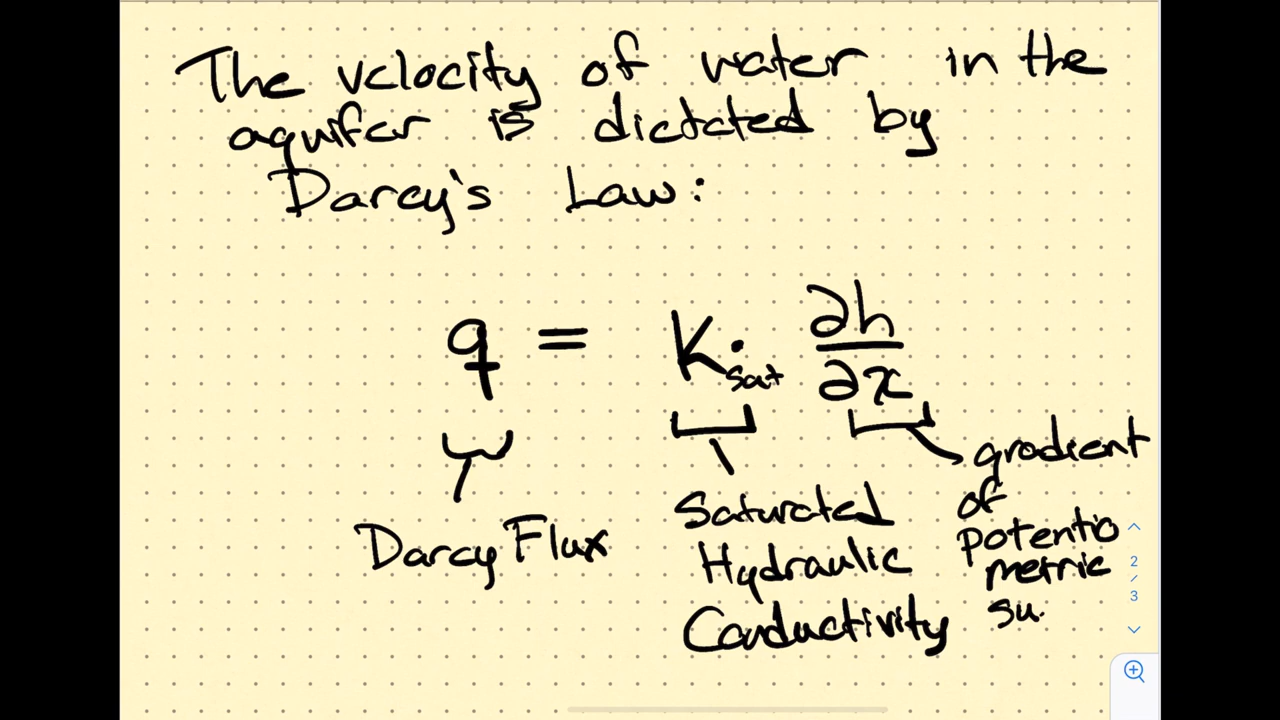 The velocity of water in the
aquifer is dictated by
Darcy's Law:
q = K sat · ∂h/∂x
Darcy Flux
Saturated
Hydraulic
Conductivity
gradient
of
potentio
metric
su
2
/
3